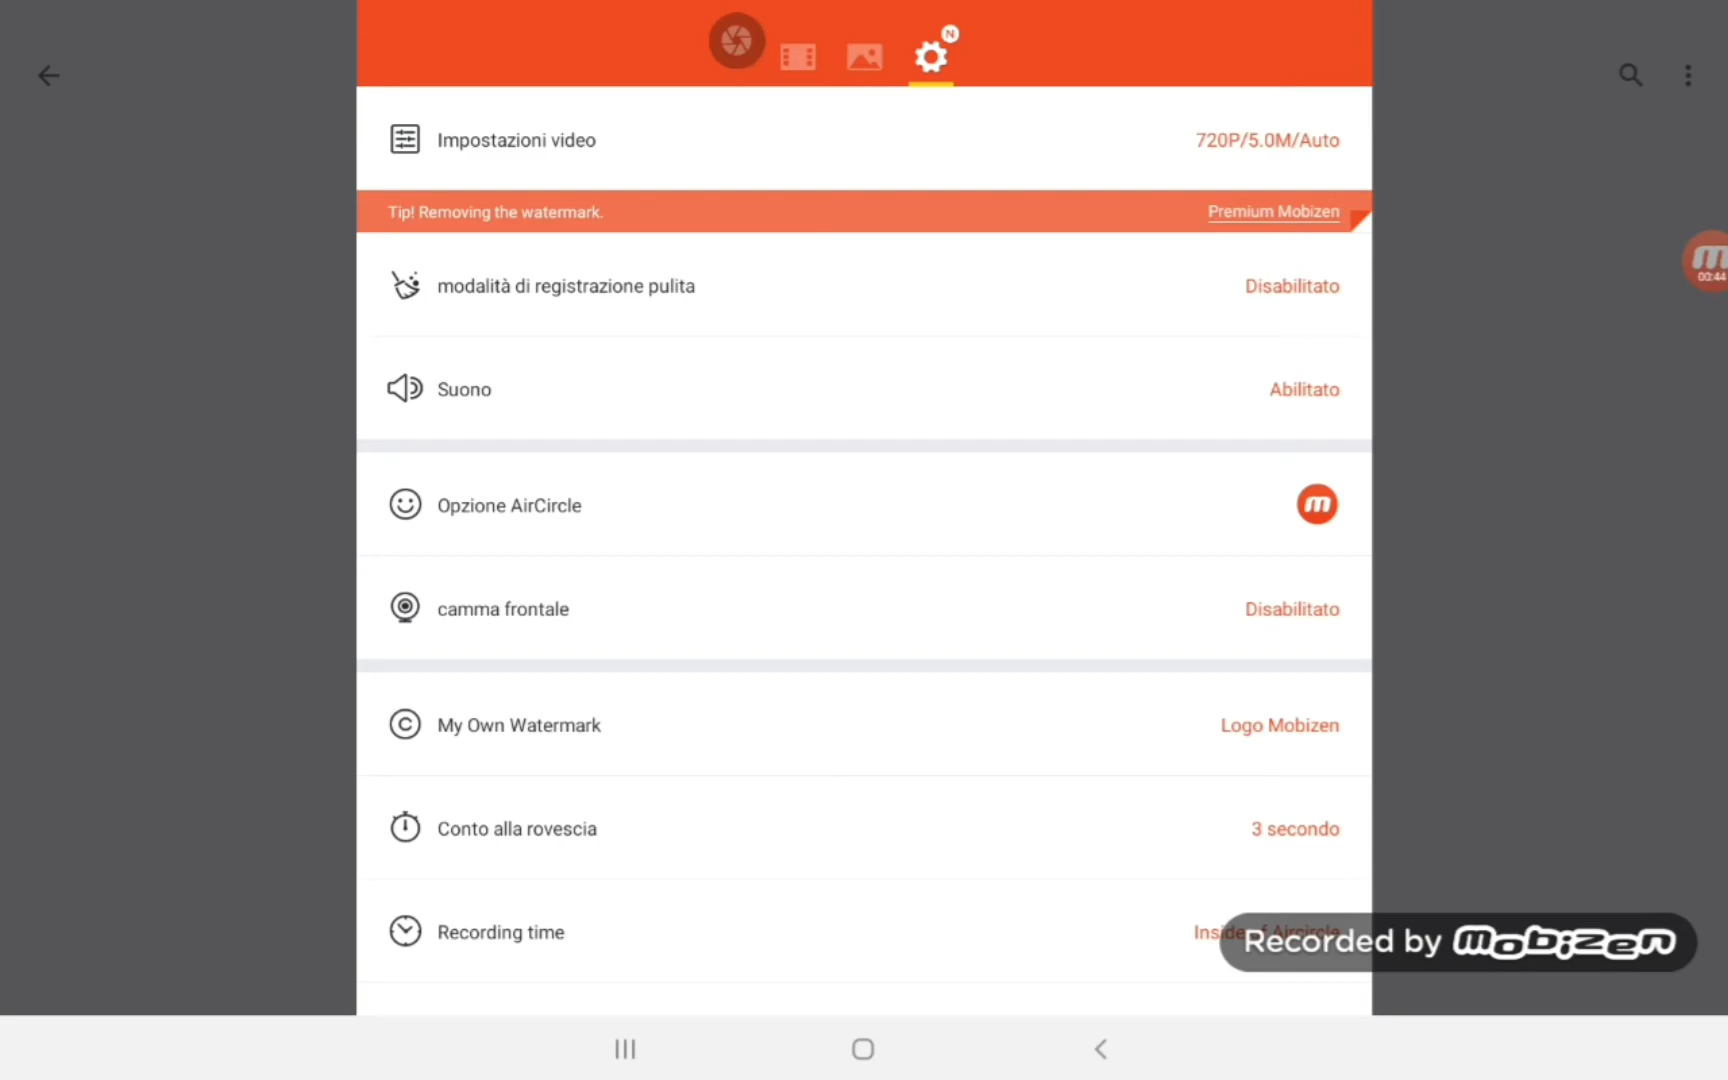 N
Impostazioni video 720P/5.0M/Auto
Tip! Removing the watermark. Premium Mobizen
m
00:44
modalità di registrazione pulita Disabilitato
Suono Abilitato
Opzione AirCircle m
camma frontale Disabilitato
My Own Watermark Logo Mobizen
Conto alla rovescia 3 secondo
Recording time Inside of Aircircle
Recorded by mobizen